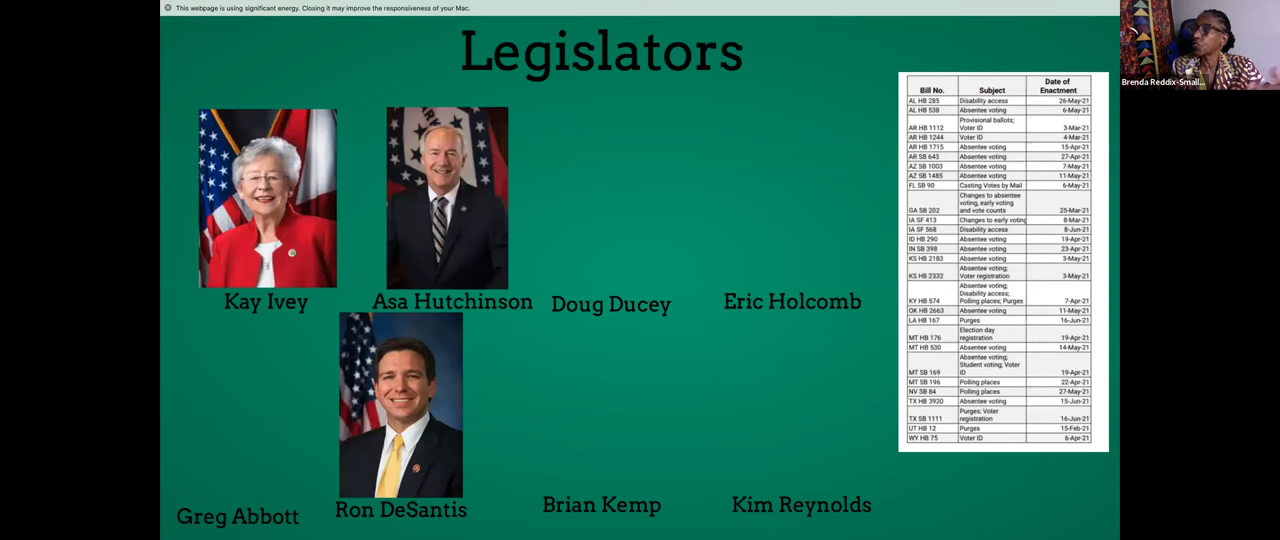 This webpage is using significant energy. Closing it may improve the responsiveness of your Mac.
Legislators
Kay Ivey
Asa Hutchinson
Doug Ducey
Eric Holcomb
Greg Abbott
Ron DeSantis
Brian Kemp
Kim Reynolds
Bill No. Subject Date of Enactment
AL HB 285 Disability access 26-May-21
AL HB 538 Absentee voting 6-May-21
AR HB 1112 Provisional ballots; Voter ID 3-Mar-21
AR HB 1244 Voter ID 4-Mar-21
AR HB 1715 Absentee voting 15-Apr-21
AR SB 643 Absentee voting 27-Apr-21
AZ SB 1003 Absentee voting 7-May-21
AZ SB 1485 Absentee voting 11-May-21
FL SB 90 Casting Votes by Mail 6-May-21
GA SB 202 Changes to absentee voting, early voting and vote counts 25-Mar-21
IA SF 413 Changes to early voting 8-Mar-21
IA SF 568 Disability access 8-Jun-21
ID HB 290 Absentee voting 19-Apr-21
IN SB 398 Absentee voting 23-Apr-21
KS HB 2183 Absentee voting 3-May-21
KS HB 2332 Absentee voting; Voter registration 3-May-21
KY HB 574 Absentee voting; Disability access; Polling places; Purges 7-Apr-21
OK HB 2663 Absentee voting 11-May-21
LA HB 167 Purges 16-Jun-21
MT HB 176 Election day registration 19-Apr-21
MT HB 530 Absentee voting 14-May-21
MT SB 169 Absentee voting; Student voting; Voter ID 19-Apr-21
MT SB 196 Polling places 22-Apr-21
NV SB 84 Polling places 27-May-21
TX HB 3920 Absentee voting 15-Jun-21
TX SB 1111 Purges; Voter registration 16-Jun-21
UT HB 12 Purges 15-Feb-21
WY HB 75 Voter ID 6-Apr-21
Brenda Reddix-Small...